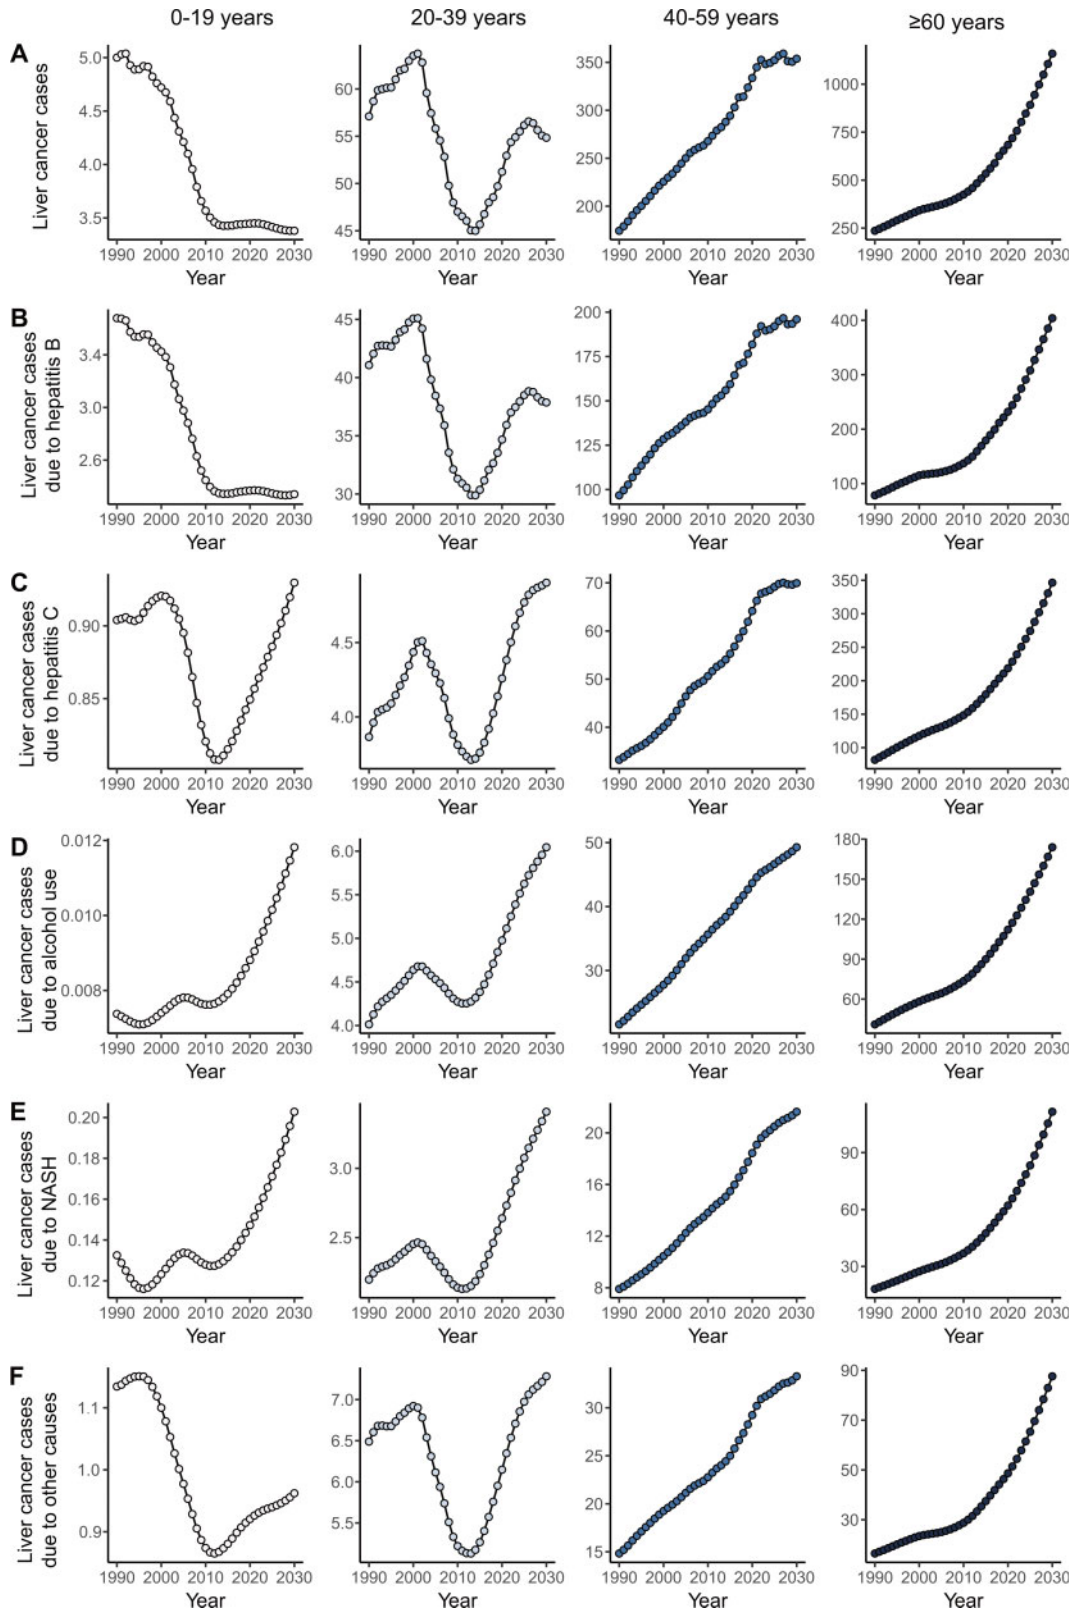 0-19 years 20-39 years 40-59 years ≥60 years
A
Liver cancer cases
5.0 4.5 4.0 3.5
60 55 50 45
350 300 250 200
1000 750 500 250
1990 2000 2010 2020 2030 1990 2000 2010 2020 2030 1990 2000 2010 2020 2030 1990 2000 2010 2020 2030
Year Year Year Year
B
Liver cancer cases
due to hepatitis B
3.4 3.0 2.6
45 40 35 30
200 175 150 125 100
400 300 200 100
1990 2000 2010 2020 2030 1990 2000 2010 2020 2030 1990 2000 2010 2020 2030 1990 2000 2010 2020 2030
Year Year Year Year
C
Liver cancer cases
due to hepatitis C
0.90 0.85
4.5 4.0
70 60 50 40
350 300 250 200 150 100
1990 2000 2010 2020 2030 1990 2000 2010 2020 2030 1990 2000 2010 2020 2030 1990 2000 2010 2020 2030
Year Year Year Year
D
Liver cancer cases
due to alcohol use
0.012 0.010 0.008
6.0 5.5 5.0 4.5 4.0
50 40 30
180 150 120 90 60
1990 2000 2010 2020 2030 1990 2000 2010 2020 2030 1990 2000 2010 2020 2030 1990 2000 2010 2020 2030
Year Year Year Year
E
Liver cancer cases
due to NASH
0.20 0.18 0.16 0.14 0.12
3.0 2.5
20 16 12 8
90 60 30
1990 2000 2010 2020 2030 1990 2000 2010 2020 2030 1990 2000 2010 2020 2030 1990 2000 2010 2020 2030
Year Year Year Year
F
Liver cancer cases
due to other causes
1.1 1.0 0.9
7.0 6.5 6.0 5.5
30 25 20 15
90 70 50 30
1990 2000 2010 2020 2030 1990 2000 2010 2020 2030 1990 2000 2010 2020 2030 1990 2000 2010 2020 2030
Year Year Year Year